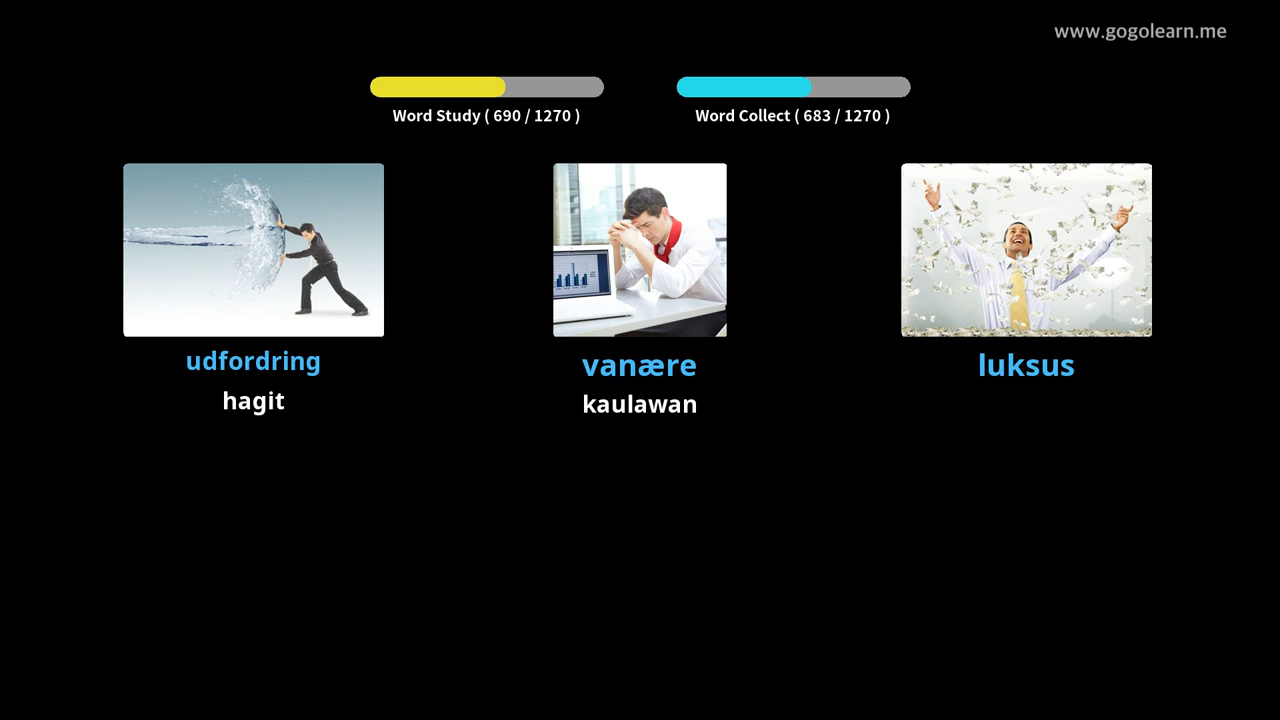 www.gogolearn.me
Word Study ( 690 / 1270 )
Word Collect ( 683 / 1270 )
udfordring
hagit
vanære
kaulawan
luksus